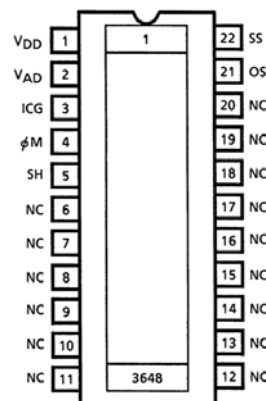 VDD 1 1 22 SS
VAD 2 21 OS
ICG 3 20 NC
ϕM 4 19 NC
SH 5 18 NC
NC 6 17 NC
NC 7 16 NC
NC 8 15 NC
NC 9 14 NC
NC 10 13 NC
NC 11 3648 12 NC